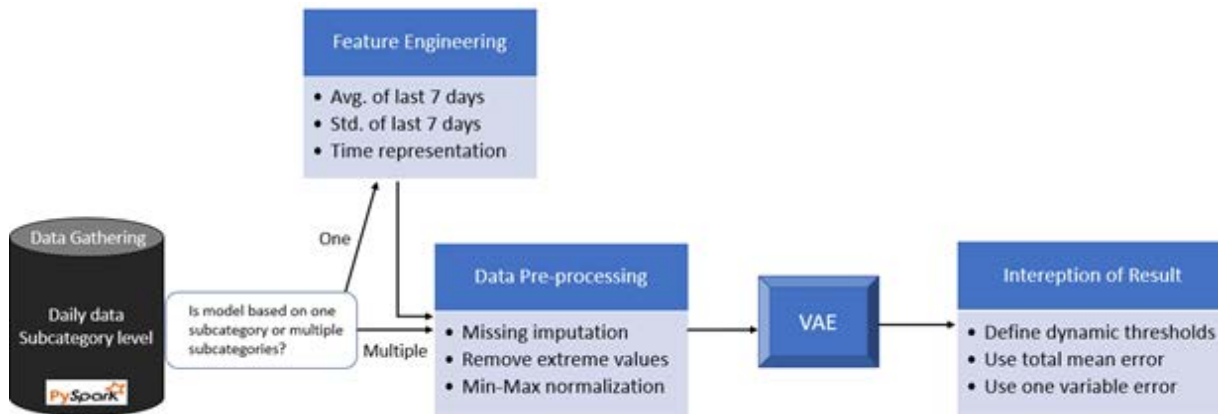 Feature Engineering
• Avg. of last 7 days
• Std. of last 7 days
• Time representation
Data Gathering
Daily data
Subcategory level
PySpark
Is model based on one
subcategory or multiple
subcategories?
One
Multiple
Data Pre-processing
• Missing imputation
• Remove extreme values
• Min-Max normalization
VAE
Intereption of Result
• Define dynamic thresholds
• Use total mean error
• Use one variable error